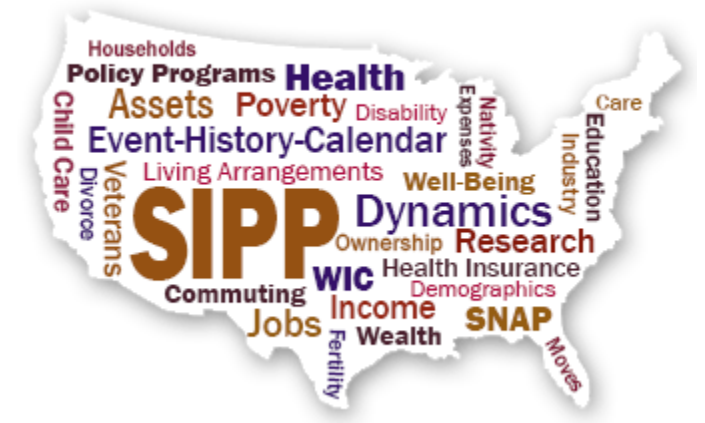 Households
Policy Programs
Health
Assets
Poverty
Disability
Expenses
Nativity
Care
Child Care
Event-History-Calendar
Education
Industry
Divorce
Veterans
Living Arrangements
Well-Being
SIPP
Dynamics
Ownership
Research
WIC
Health Insurance
Commuting
Demographics
Income
Jobs
SNAP
Fertility
Wealth
Moves